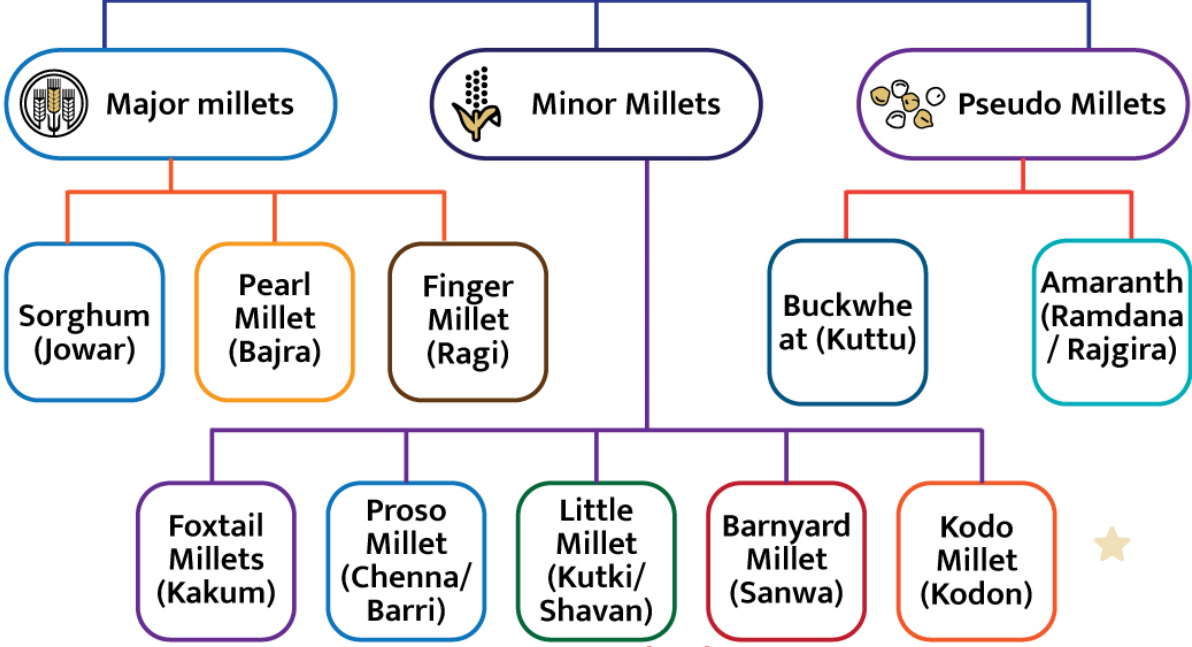 Major millets
Minor Millets
Pseudo Millets
Sorghum
(Jowar)
Pearl
Millet
(Bajra)
Finger
Millet
(Ragi)
Buckwhe
at (Kuttu)
Amaranth
(Ramdana
/ Rajgira)
Foxtail
Millets
(Kakum)
Proso
Millet
(Chenna/
Barri)
Little
Millet
(Kutki/
Shavan)
Barnyard
Millet
(Sanwa)
Kodo
Millet
(Kodon)